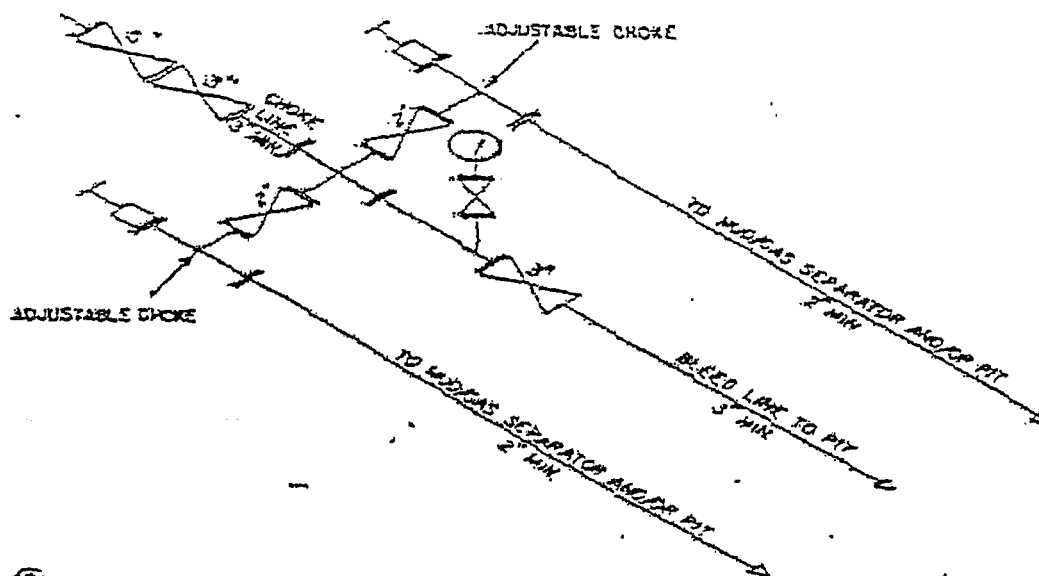 ADJUSTABLE CHOKE
3"
CHOKE
LINE
3" MIN
2"
2"
3"
ADJUSTABLE CHOKE
TO MUD/GAS SEPARATOR AND/OR PIT
2" MIN
BLEED LINE TO PIT
3" MIN.
TO MUD/GAS SEPARATOR AND/OR PIT
2" MIN.